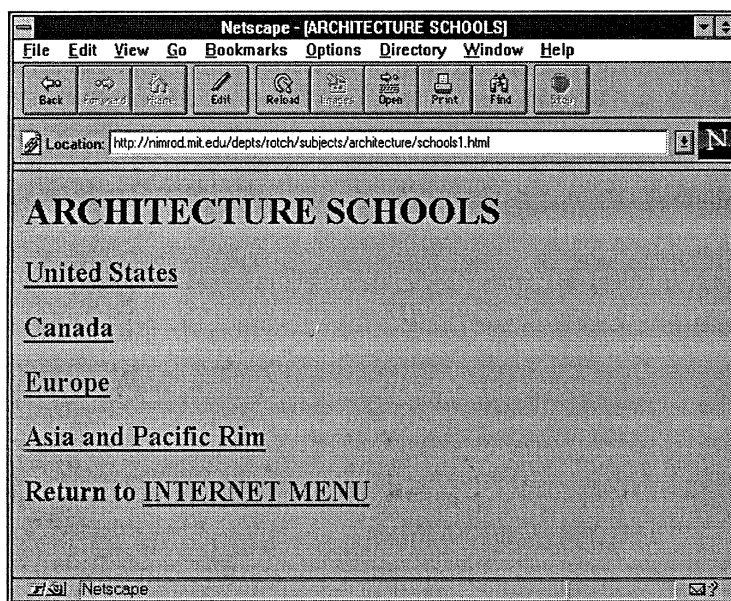 Netscape - [ARCHITECTURE SCHOOLS]
File Edit View Go Bookmarks Options Directory Window Help
Back Forward Home Edit Reload Images Open Print Find Stop
Location: http://nimrod.mit.edu/depts/rotch/subjects/architecture/schools1.html
N
ARCHITECTURE SCHOOLS
United States
Canada
Europe
Asia and Pacific Rim
Return to INTERNET MENU
Netscape
?